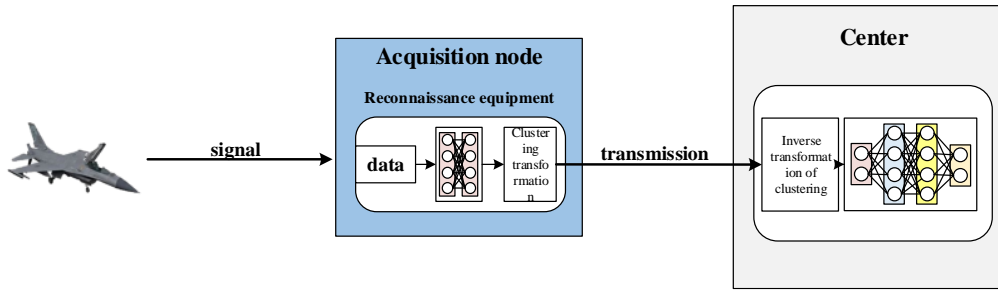 Center
Acquisition node
Reconnaissance equipment
signal
data
Cluster
ing
transfo
rmatio
n
transmission
Inverse
transformat
ion of
clustering